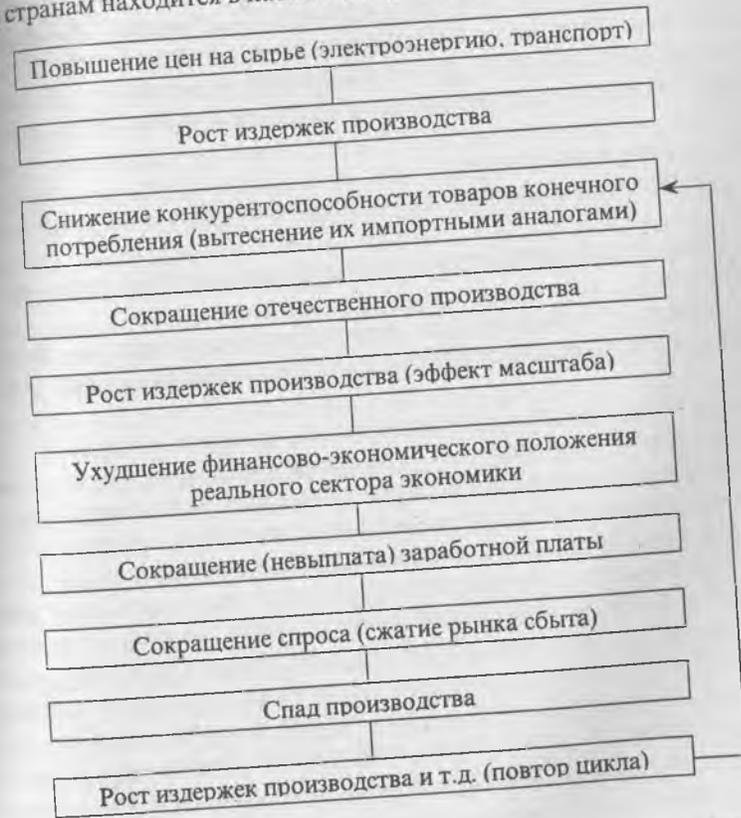 странам находится в
Повышение цен на сырье (электроэнергию, транспорт)
Рост издержек производства
Снижение конкурентоспособности товаров конечного
потребления (вытеснение их импортными аналогами)
Сокращение отечественного производства
Рост издержек производства (эффект масштаба)
Ухудшение финансово-экономического положения
реального сектора экономики
Сокращение (невыплата) заработной платы
Сокращение спроса (сжатие рынка сбыта)
Спад производства
Рост издержек производства и т.д. (повтор цикла)